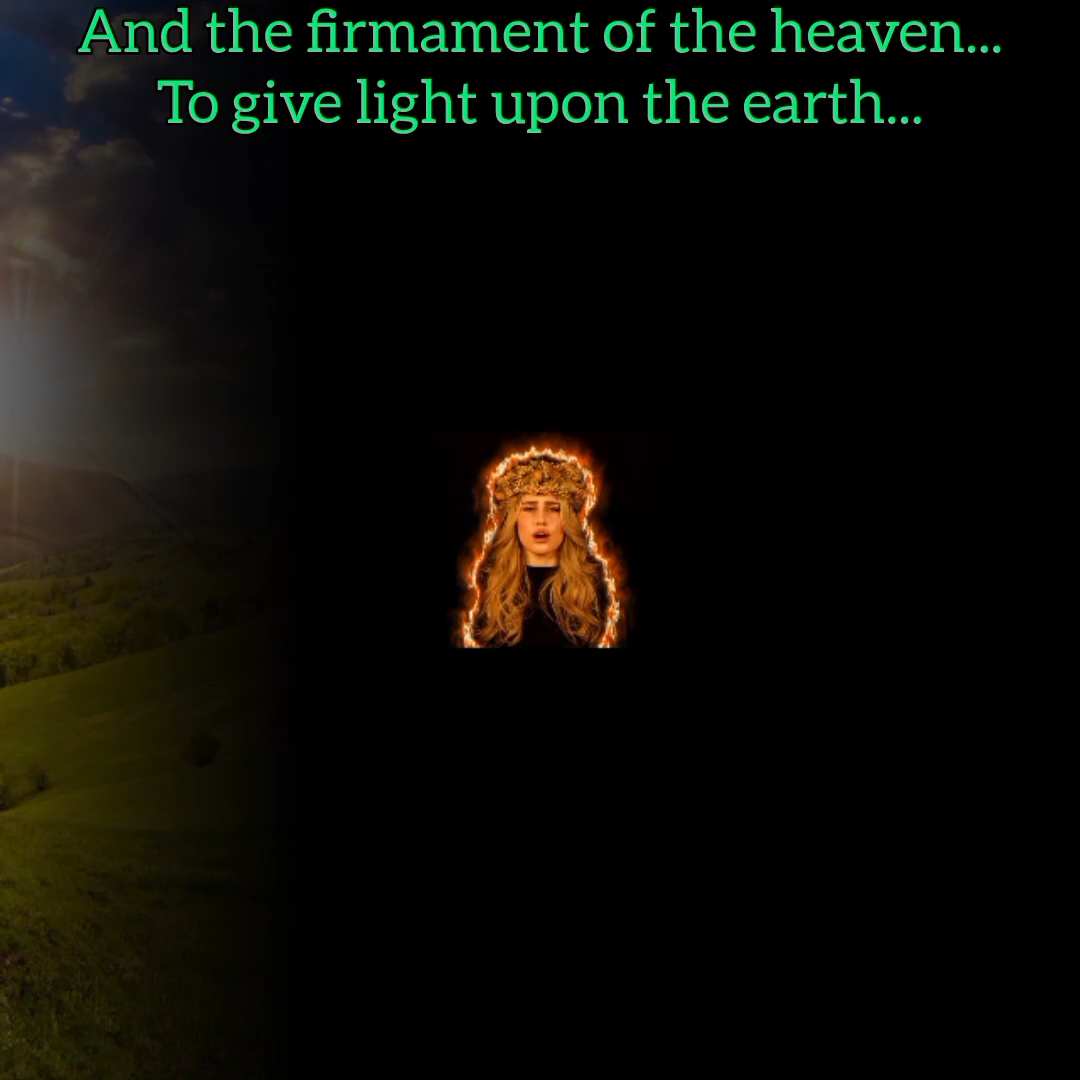 And the firmament of the heaven...
To give light upon the earth...